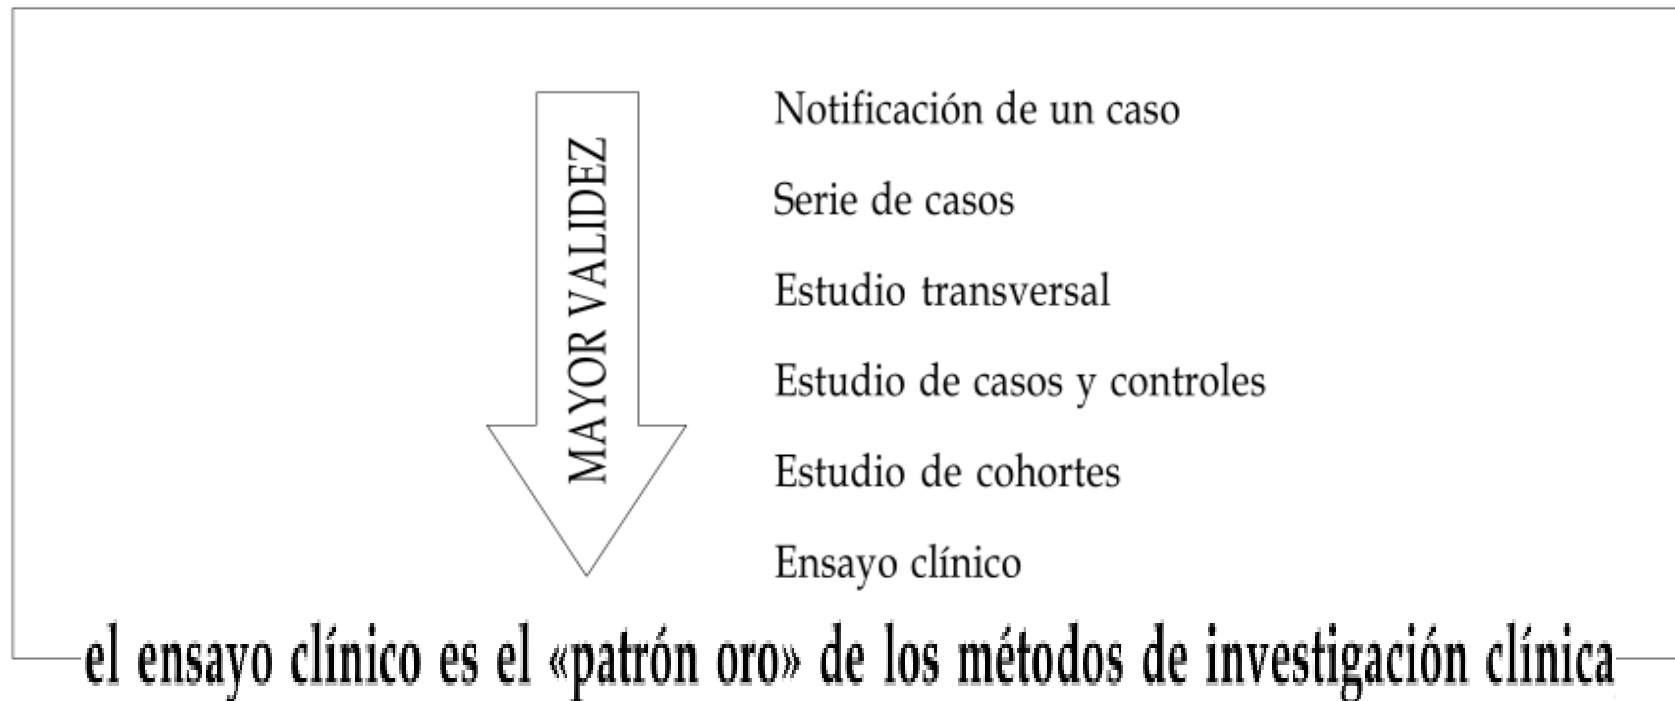 MAYOR VALIDEZ
Notificación de un caso
Serie de casos
Estudio transversal
Estudio de casos y controles
Estudio de cohortes
Ensayo clínico
el ensayo clínico es el «patrón oro» de los métodos de investigación clínica